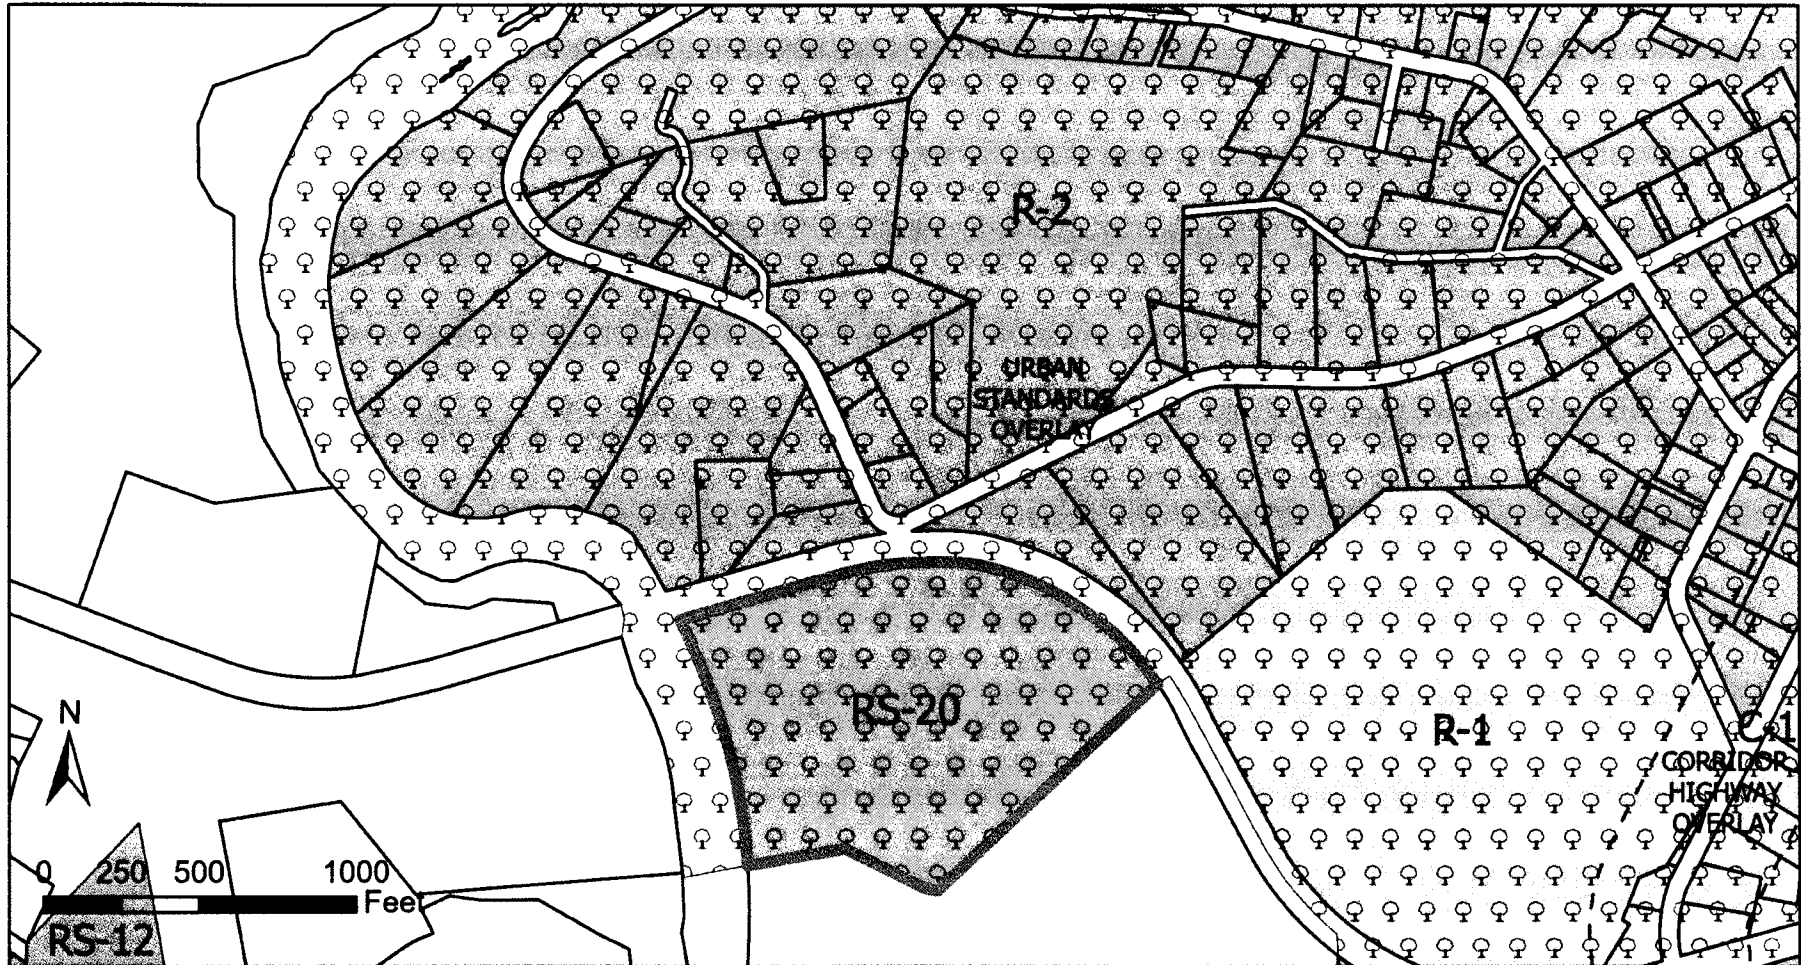 R-2
URBAN
STANDARDS
OVERLAY
RS-20
R-1
C-1
CORRIDOR
HIGHWAY
OVERLAY
N
0 250 500 1000
Feet
RS-12